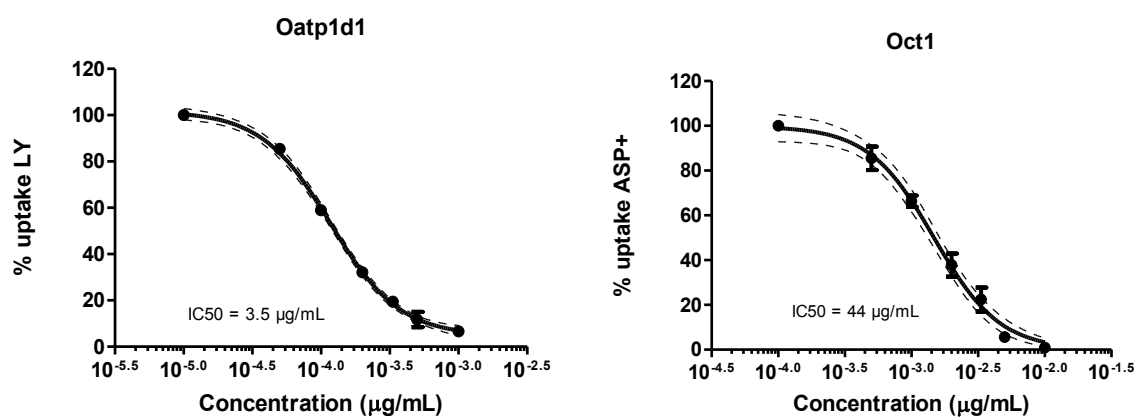 Oatp1d1
120
100
80
60
40
20
0
% uptake LY
IC50 = 3.5 µg/mL
10-5.5 10-5.0 10-4.5 10-4.0 10-3.5 10-3.0 10-2.5
Concentration (µg/mL)
Oct1
120
100
80
60
40
20
0
% uptake ASP+
IC50 = 44 µg/mL
10-4.5 10-4.0 10-3.5 10-3.0 10-2.5 10-2.0 10-1.5
Concentration (µg/mL)